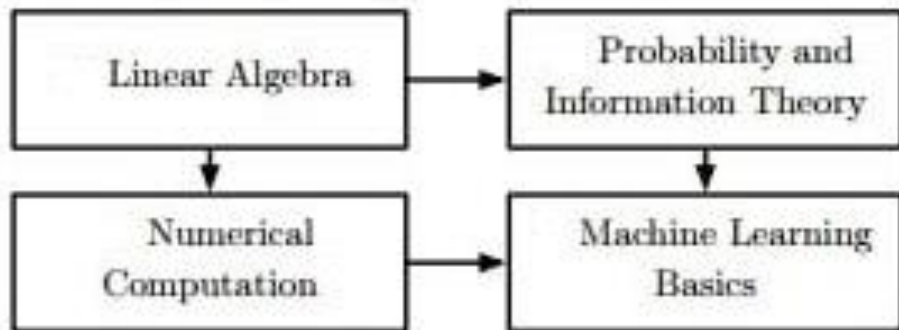 Linear Algebra
Probability and
Information Theory
Numerical
Computation
Machine Learning
Basics